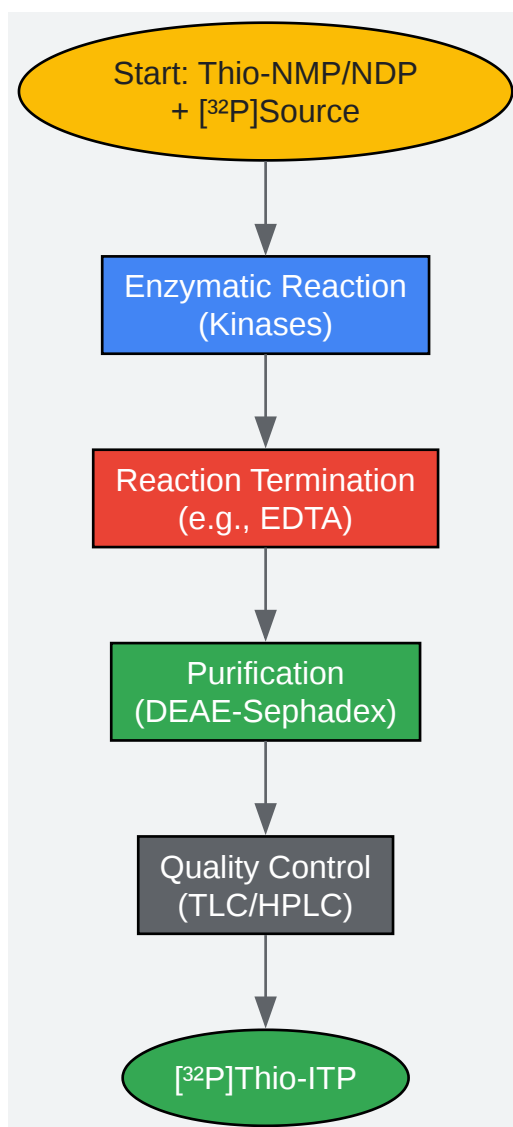 Start: Thio-NMP/NDP
+ [³²P]Source
Enzymatic Reaction
(Kinases)
Reaction Termination
(e.g., EDTA)
Purification
(DEAE-Sephadex)
Quality Control
(TLC/HPLC)
[³²P]Thio-ITP